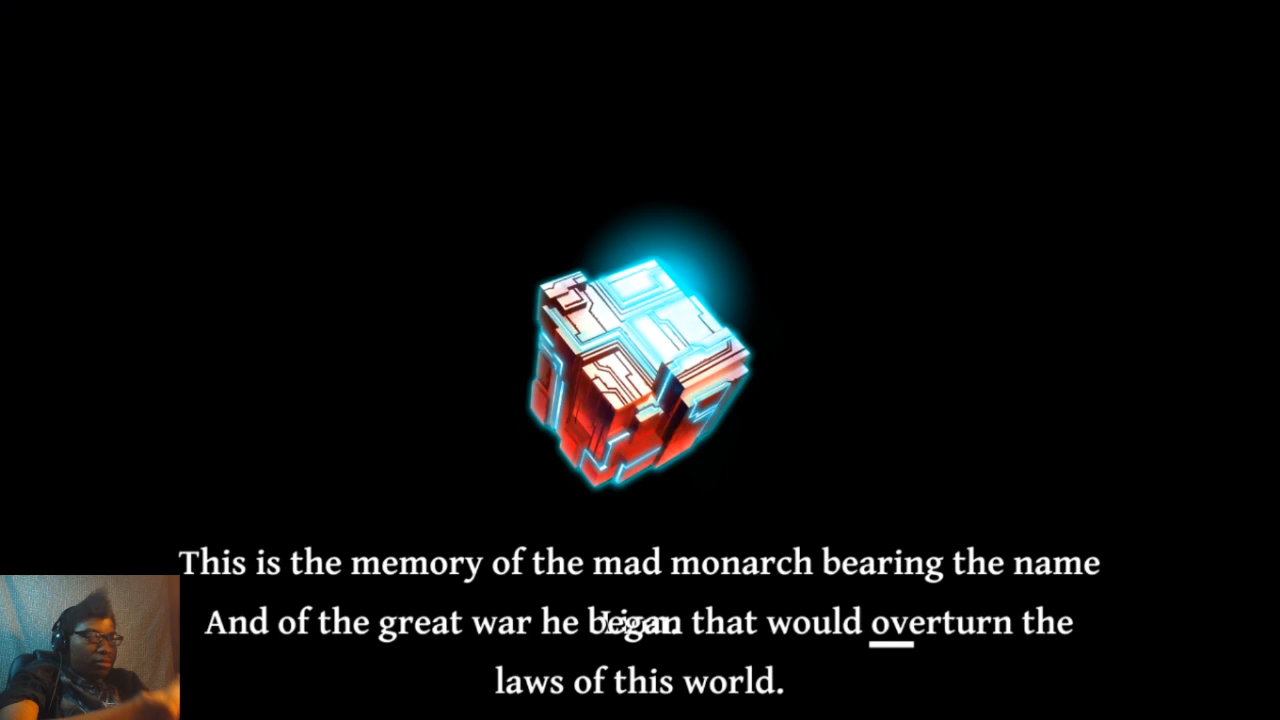 This is the memory of the mad monarch bearing the name
And of the great war he began that would overturn the
laws of this world.